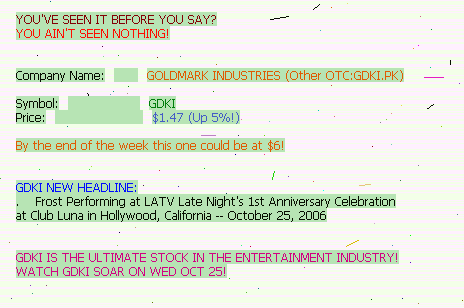 YOU'VE SEEN IT BEFORE YOU SAY?
YOU AIN'T SEEN NOTHING!
Company Name: GOLDMARK INDUSTRIES (Other OTC:GDKI.PK)
Symbol: GDKI
Price: $1.47 (Up 5%!)
By the end of the week this one could be at $6!
GDKI NEW HEADLINE:
. Frost Performing at LATV Late Night's 1st Anniversary Celebration
at Club Luna in Hollywood, California -- October 25, 2006
GDKI IS THE ULTIMATE STOCK IN THE ENTERTAINMENT INDUSTRY!
WATCH GDKI SOAR ON WED OCT 25!